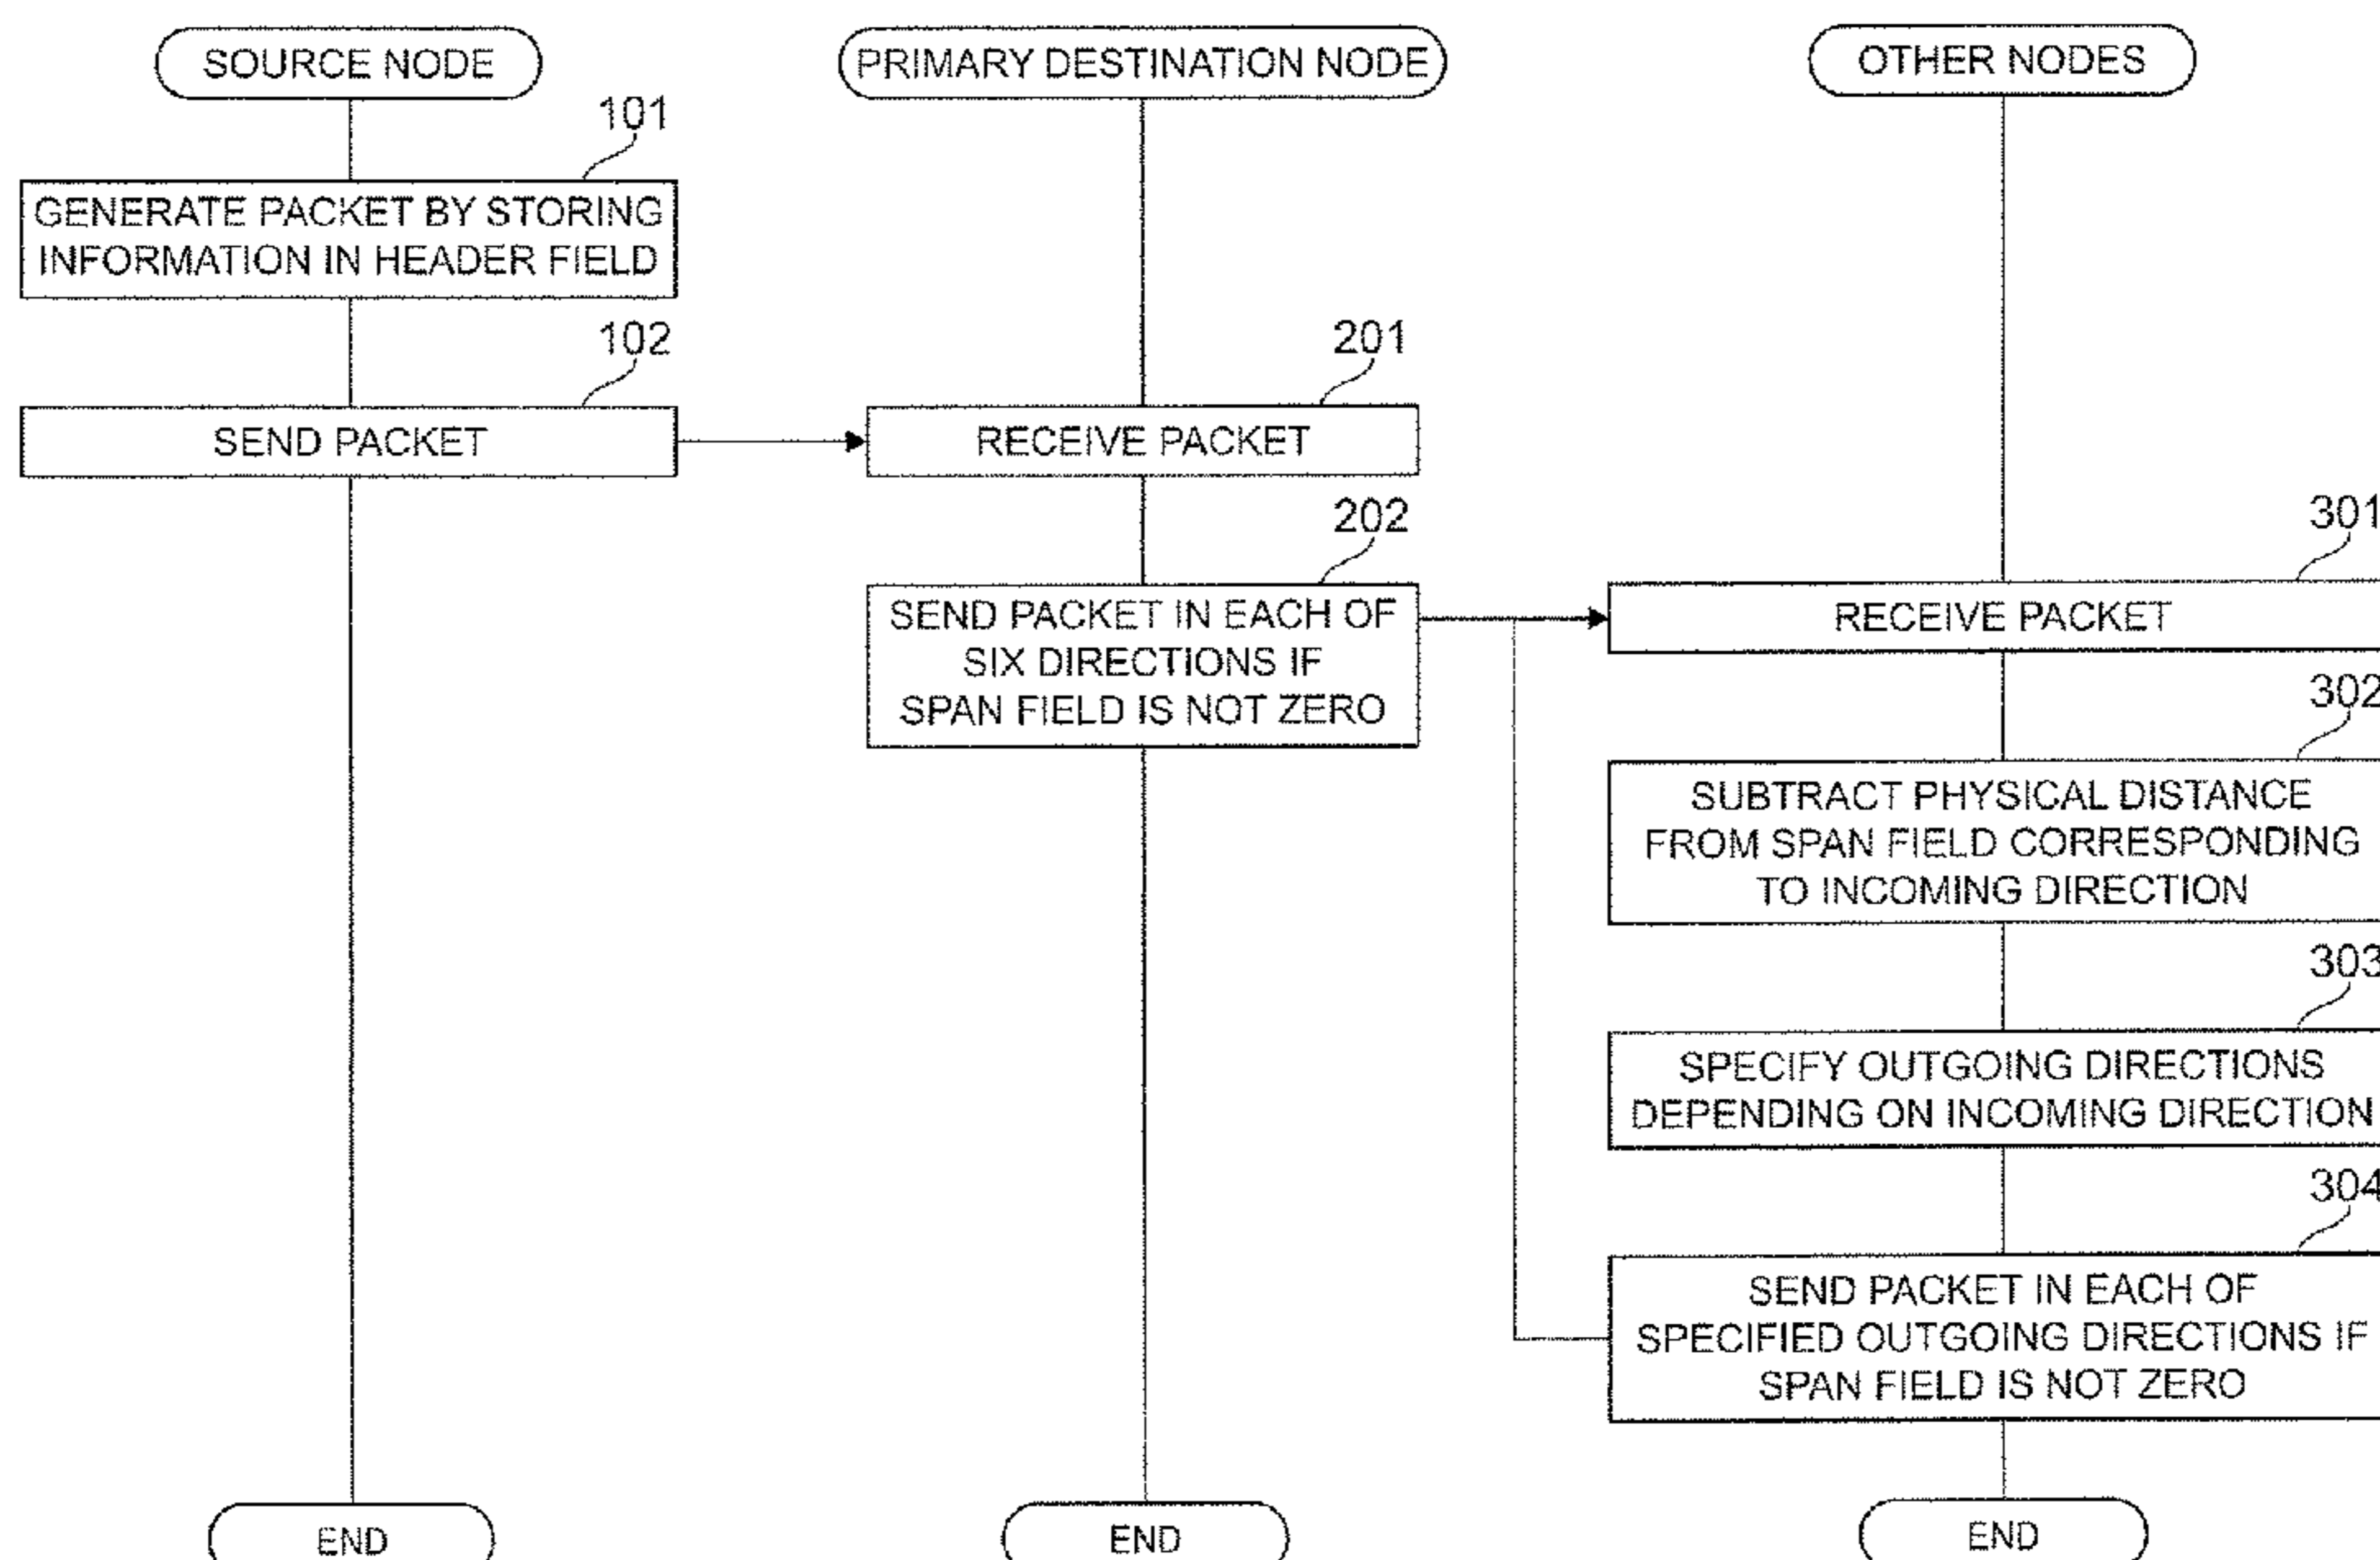 SOURCE NODE
PRIMARY DESTINATION NODE
OTHER NODES
101
GENERATE PACKET BY STORING
INFORMATION IN HEADER FIELD
102
SEND PACKET
201
RECEIVE PACKET
202
SEND PACKET IN EACH OF
SIX DIRECTIONS IF
SPAN FIELD IS NOT ZERO
301
RECEIVE PACKET
302
SUBTRACT PHYSICAL DISTANCE
FROM SPAN FIELD CORRESPONDING
TO INCOMING DIRECTION
303
SPECIFY OUTGOING DIRECTIONS
DEPENDING ON INCOMING DIRECTION
304
SEND PACKET IN EACH OF
SPECIFIED OUTGOING DIRECTIONS IF
SPAN FIELD IS NOT ZERO
END
END
END